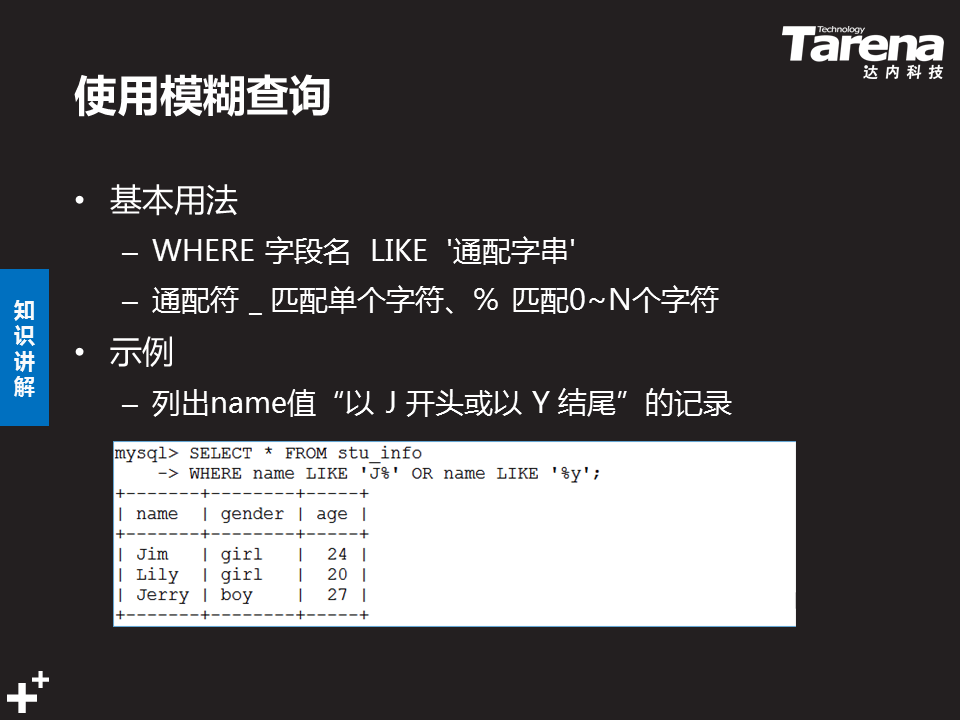 Technology
Tarena
达内科技
使用模糊查询
• 基本用法
– WHERE 字段名 LIKE '通配字串'
– 通配符 _ 匹配单个字符、% 匹配0~N个字符
• 示例
– 列出name值“以 J 开头或以 Y 结尾”的记录
知识讲解
mysql> SELECT * FROM stu_info
    -> WHERE name LIKE 'J%' OR name LIKE '%y';
+-------+--------+-----+
| name  | gender | age |
+-------+--------+-----+
| Jim   | girl   |  24 |
| Lily  | girl   |  20 |
| Jerry | boy    |  27 |
+-------+--------+-----+